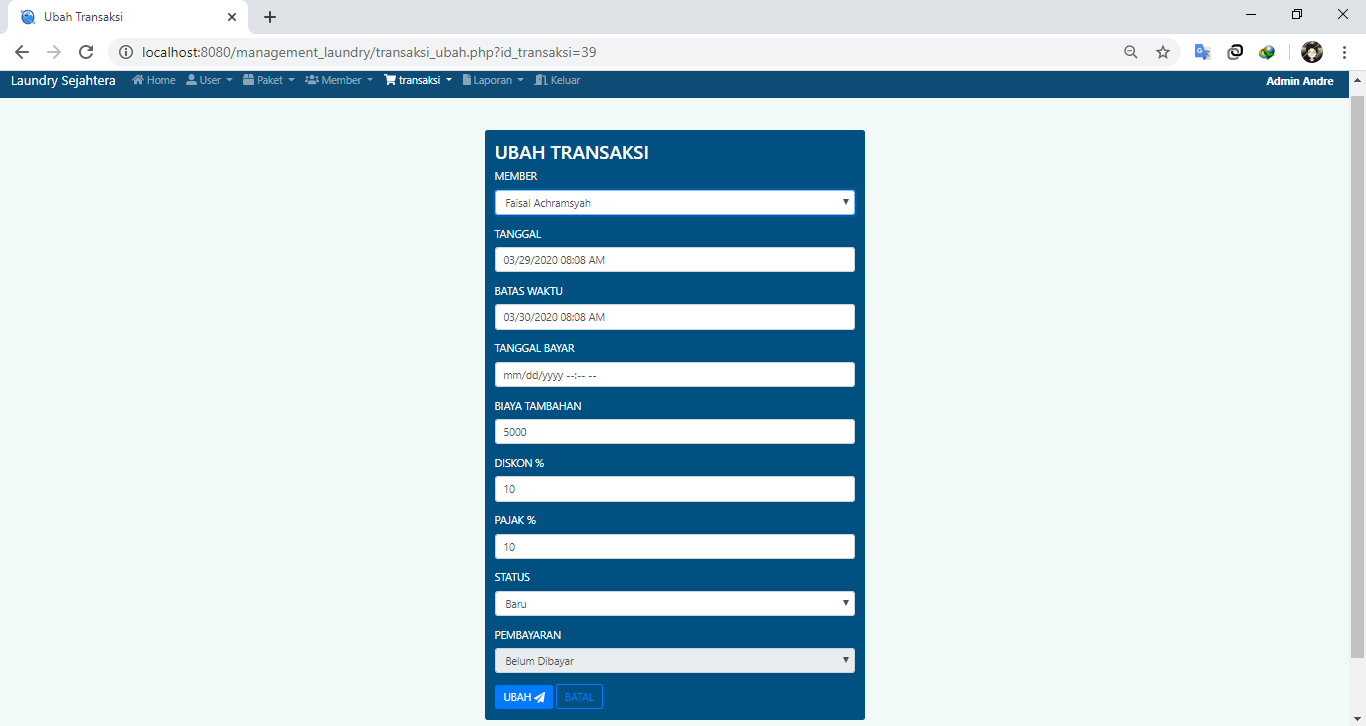 Ubah Transaksi
localhost:8080/management_laundry/transaksi_ubah.php?id_transaksi=39
Laundry Sejahtera Home User Paket Member transaksi Laporan Keluar Admin Andre
UBAH TRANSAKSI
MEMBER
Faisal Achramsyah
TANGGAL
03/29/2020 08:08 AM
BATAS WAKTU
03/30/2020 08:08 AM
TANGGAL BAYAR
mm/dd/yyyy --:-- --
BIAYA TAMBAHAN
5000
DISKON %
10
PAJAK %
10
STATUS
Baru
PEMBAYARAN
Belum Dibayar
UBAH BATAL